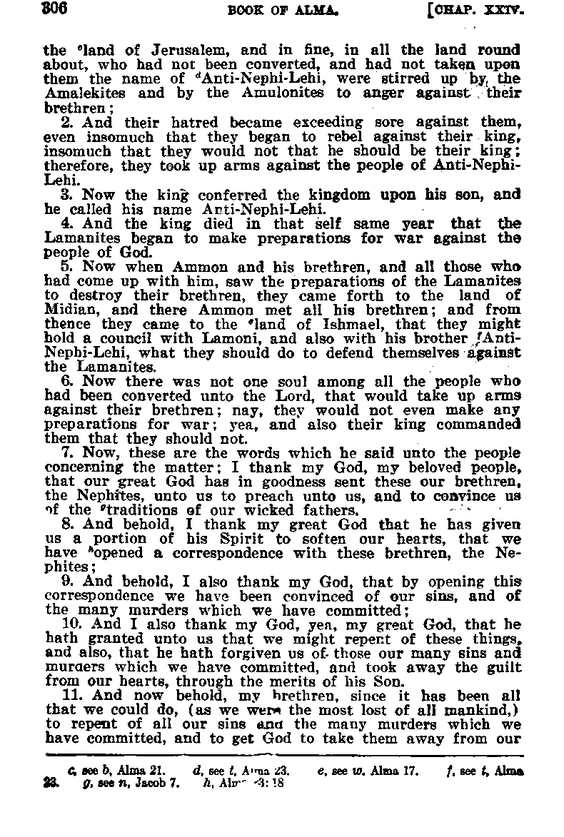 306 BOOK OF ALMA. [CHAP. XXIV.
the ᶜland of Jerusalem, and in fine, in all the land round
about, who had not been converted, and had not taken upon
them the name of ᵈAnti-Nephi-Lehi, were stirred up by the
Amalekites and by the Amulonites to anger against their
brethren;
2. And their hatred became exceeding sore against them,
even insomuch that they began to rebel against their king,
insomuch that they would not that he should be their king;
therefore, they took up arms against the people of Anti-Nephi-
Lehi.
3. Now the king conferred the kingdom upon his son, and
he called his name Anti-Nephi-Lehi.
4. And the king died in that self same year that the
Lamanites began to make preparations for war against the
people of God.
5. Now when Ammon and his brethren, and all those who
had come up with him, saw the preparations of the Lamanites
to destroy their brethren, they came forth to the land of
Midian, and there Ammon met all his brethren; and from
thence they came to the ᵉland of Ishmael, that they might
hold a council with Lamoni, and also with his brother ᶠAnti-
Nephi-Lehi, what they should do to defend themselves against
the Lamanites.
6. Now there was not one soul among all the people who
had been converted unto the Lord, that would take up arms
against their brethren; nay, they would not even make any
preparations for war; yea, and also their king commanded
them that they should not.
7. Now, these are the words which he said unto the people
concerning the matter; I thank my God, my beloved people,
that our great God has in goodness sent these our brethren,
the Nephites, unto us to preach unto us, and to convince us
of the ᵍtraditions of our wicked fathers.
8. And behold, I thank my great God that he has given
us a portion of his Spirit to soften our hearts, that we
have ʰopened a correspondence with these brethren, the Ne-
phites;
9. And behold, I also thank my God, that by opening this
correspondence we have been convinced of our sins, and of
the many murders which we have committed;
10. And I also thank my God, yea, my great God, that he
hath granted unto us that we might repent of these things,
and also, that he hath forgiven us of those our many sins and
murders which we have committed, and took away the guilt
from our hearts, through the merits of his Son.
11. And now behold, my brethren, since it has been all
that we could do, (as we were the most lost of all mankind,)
to repent of all our sins and the many murders which we
have committed, and to get God to take them away from our
c, see b, Alma 21. d, see t, Alma 23. e, see w, Alma 17. f, see t, Alma
23. g, see n, Jacob 7. h, :18